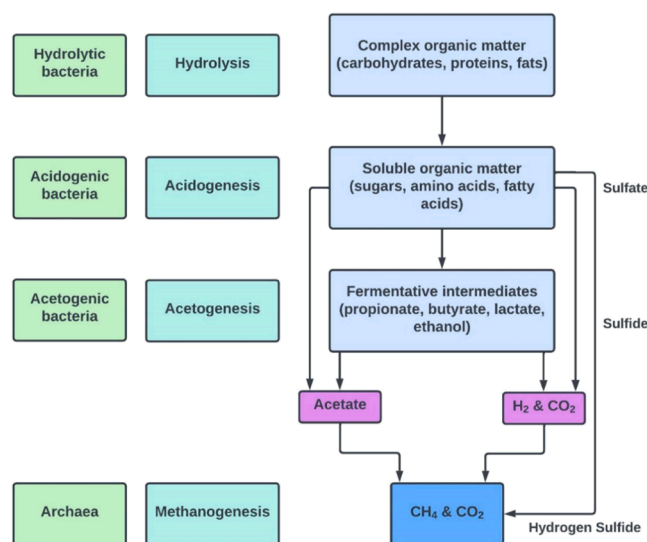 Hydrolytic
bacteria
Hydrolysis
Complex organic matter
(carbohydrates, proteins, fats)
Acidogenic
bacteria
Acidogenesis
Soluble organic matter
(sugars, amino acids, fatty
acids)
Sulfate
Acetogenic
bacteria
Acetogenesis
Fermentative intermediates
(propionate, butyrate, lactate,
ethanol)
Sulfide
Acetate
H₂ & CO₂
Archaea
Methanogenesis
CH₄ & CO₂
Hydrogen Sulfide